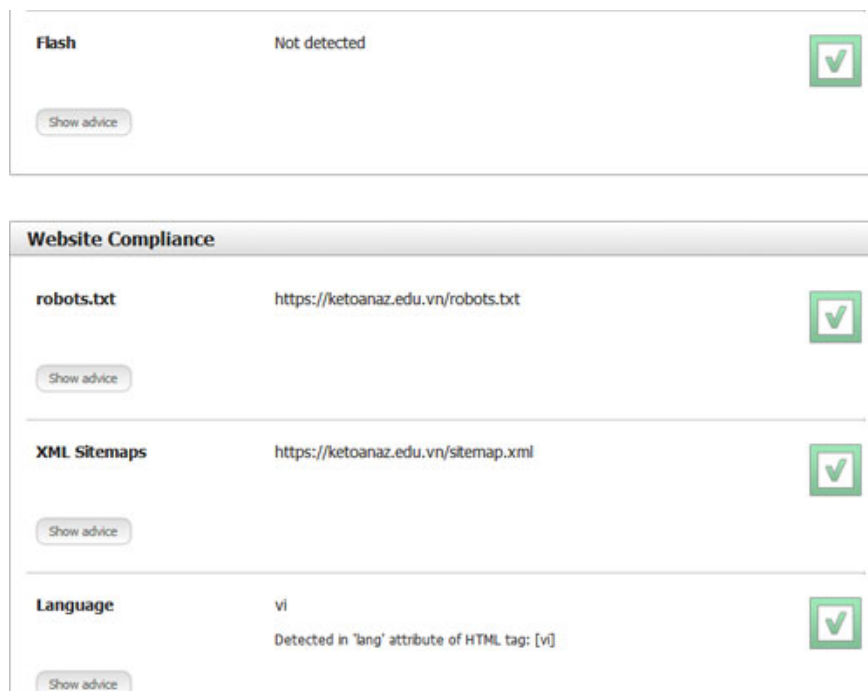 Flash
Not detected
Show advice
Website Compliance
robots.txt
https://ketoanaz.edu.vn/robots.txt
Show advice
XML Sitemaps
https://ketoanaz.edu.vn/sitemap.xml
Show advice
Language
vi
Detected in 'lang' attribute of HTML tag: [vi]
Show advice